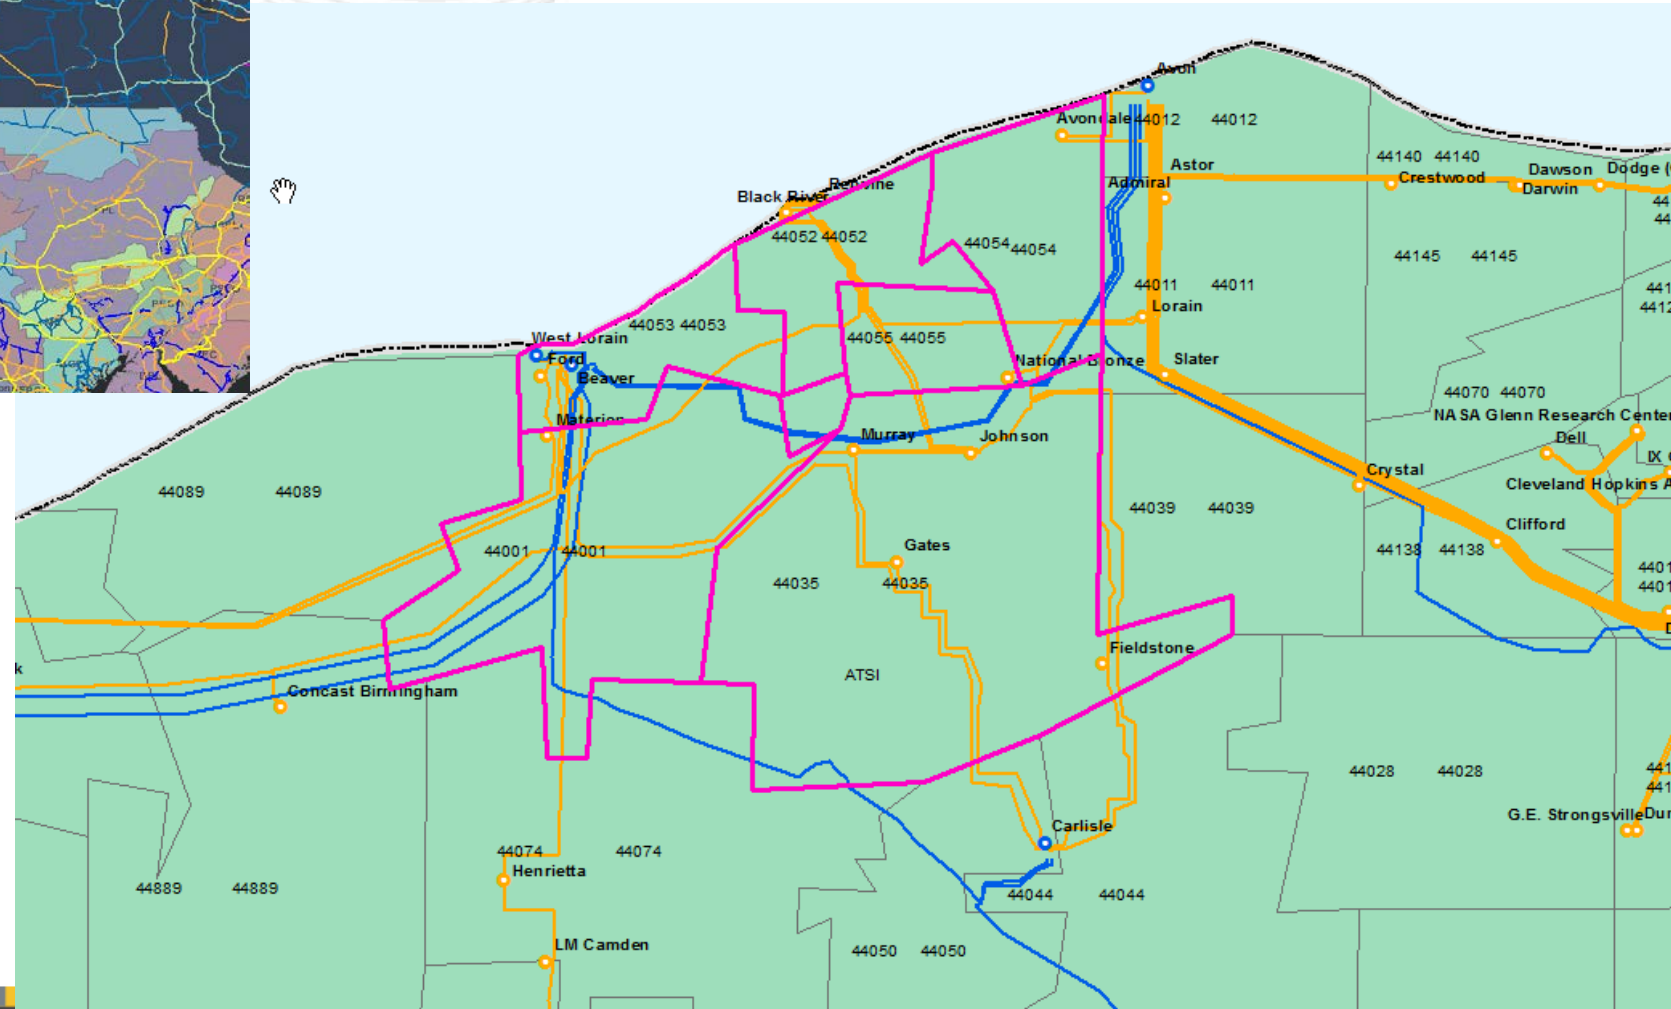 Avon
Avondale 44012 44012
Astor
44140 44140
Crestwood
Dawson
Darwin
Dodge
Admiral
Redvine
Black River
44052 44052
44054 44054
44145 44145
44011 44011
Lorain
44053 44053
44055 44055
West Lorain
Ford
Beaver
National Bronze
Slater
44070 44070
NASA Glenn Research Center
Dell
IX
Materion
Murray
Johnson
Crystal
Cleveland Hopkins A
44089 44089
44039 44039
Clifford
44001 44001
Gates
44138 44138
44035 44035
Fieldstone
ATSI
k
Concast Birmingham
44028 44028
G.E. Strongsville
Carlisle
44074 44074
Henrietta
44889 44889
44044 44044
LM Camden
44050 44050